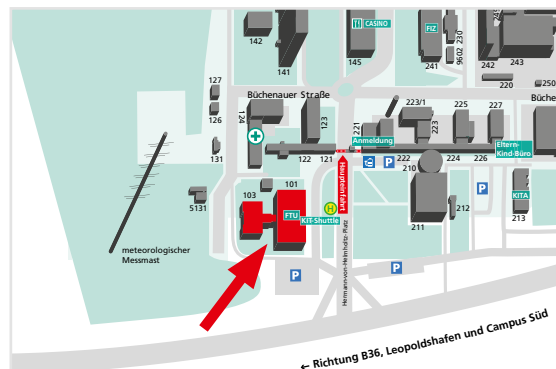 142
141
CASINO
145
FIZ
241
9602
230
242
243
220
250
127
126
131
Büchenauer Straße
124
123
122
121
221
Anmeldung
223/1
223
225
227
Büche
Eltern-
Kind-Büro
222
P
210
224
226
Haupteinfahrt
5131
103
101
FTU
KIT-Shuttle
H
211
212
P
KITA
213
meteorologischer
Messmast
P
Hermann-von-Helmholtz-Platz
P
← Richtung B36, Leopoldshafen und Campus Süd